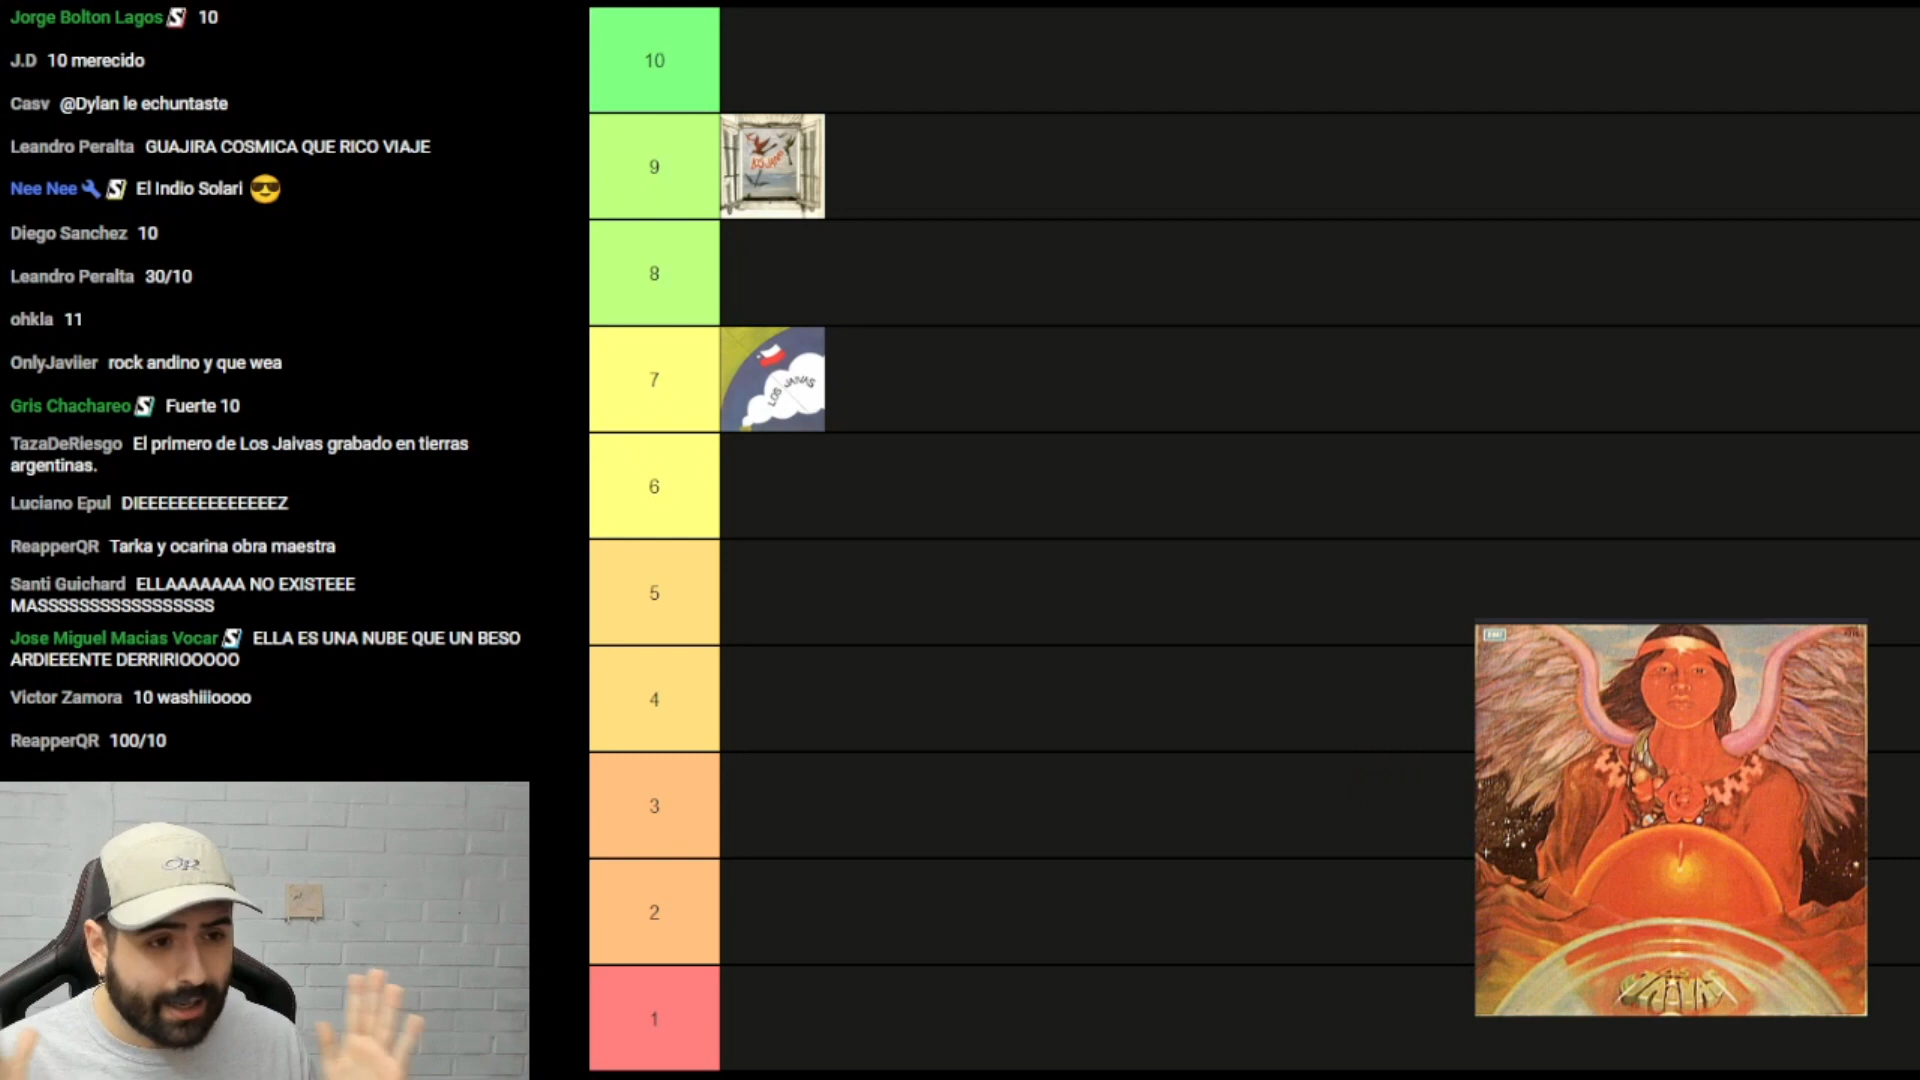 Jorge Bolton Lagos 10
J.D 10 merecido
Casv @Dylan le echuntaste
Leandro Peralta GUAJIRA COSMICA QUE RICO VIAJE
Nee Nee El Indio Solari
Diego Sanchez 10
Leandro Peralta 30/10
ohkla 11
OnlyJaviier rock andino y que wea
Gris Chachareo Fuerte 10
TazaDeRiesgo El primero de Los Jaivas grabado en tierras
argentinas.
Luciano Epul DIEEEEEEEEEEEEEEZ
ReapperQR Tarka y ocarina obra maestra
Santi Guichard ELLAAAAAAA NO EXISTEEE
MASSSSSSSSSSSSSSSSS
Jose Miguel Macias Vocar ELLA ES UNA NUBE QUE UN BESO
ARDIEEENTE DERRIRIOOOOO
Victor Zamora 10 washiiioooo
ReapperQR 100/10
10
9
8
7
LOS JAIVAS
6
5
4
3
2
1
EMI